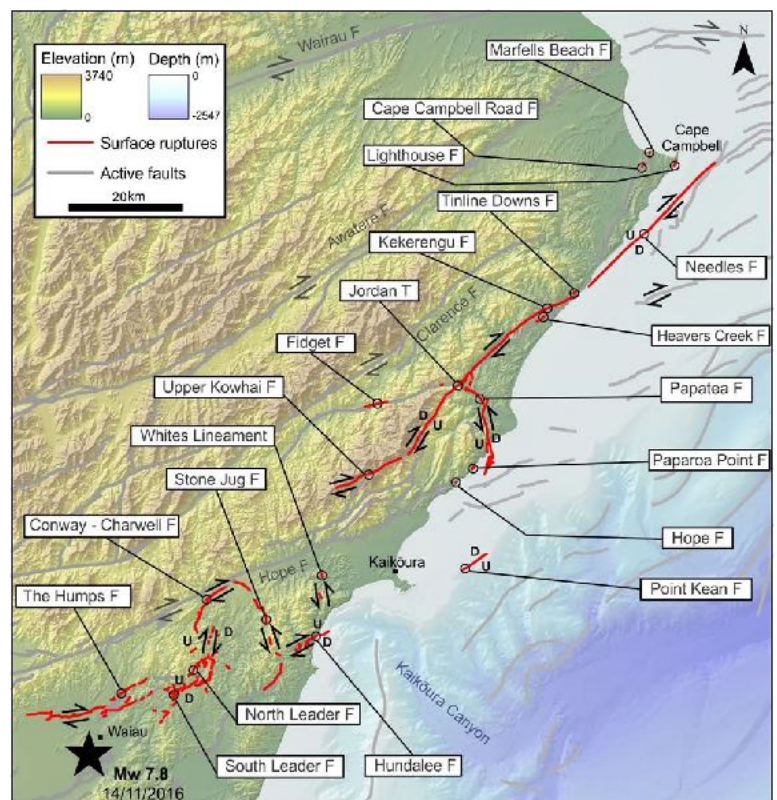 Elevation (m)
3740
0
Depth (m)
0
-2547
Surface ruptures
Active faults
20km
N
Wairau F
Marfells Beach F
Cape Campbell Road F
Cape
Campbell
Lighthouse F
Tinline Downs F
Awatere F
Kekerengu F
U
D
Needles F
Jordan T
Clarence F
Heavers Creek F
Fidget F
Upper Kowhai F
D
U
Papatea F
Whites Lineament
U
D
Paparoa Point F
Stone Jug F
Conway - Charwell F
Hope F
Hope F
Kaikōura
D
U
Point Kean F
The Humps F
U
D
U
D
U
D
North Leader F
Kaikōura Canyon
Waiau
South Leader F
Hundalee F
Mw 7.8
14/11/2016